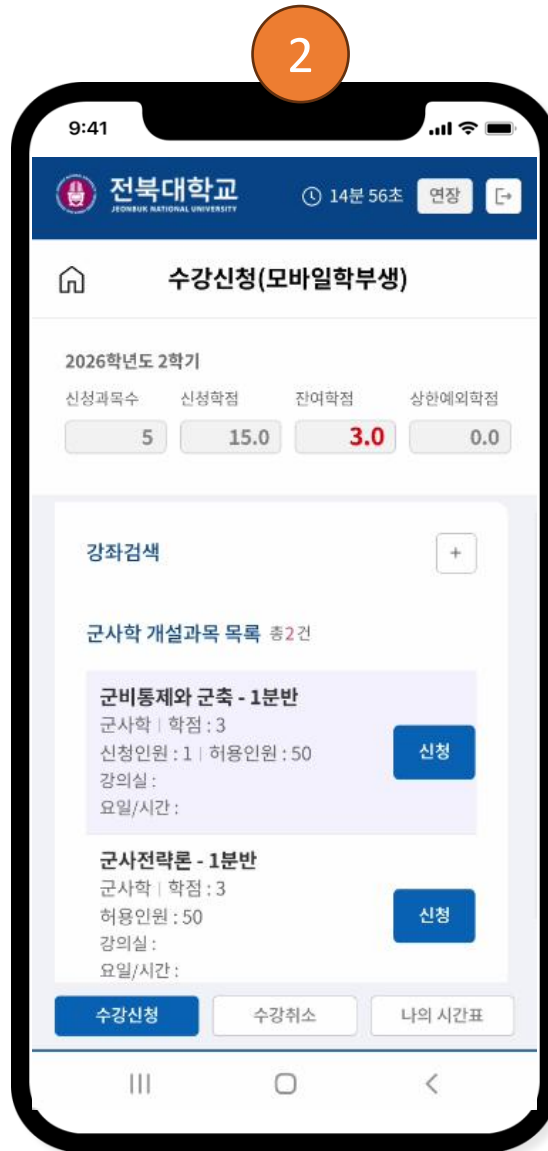 2
9:41
전북대학교 14분 56초 연장
JEONBUK NATIONAL UNIVERSITY
수강신청(모바일학부생)
2026학년도 2학기
신청과목수 신청학점 잔여학점 상한예외학점
5 15.0 3.0 0.0
강좌검색 +
군사학 개설과목 목록 총2건
군비통제와 군축 - 1분반
군사학 | 학점 : 3
신청인원 : 1 | 허용인원 : 50 신청
강의실 :
요일/시간 :
군사전략론 - 1분반
군사학 | 학점 : 3
허용인원 : 50 신청
강의실 :
요일/시간 :
수강신청 수강취소 나의 시간표